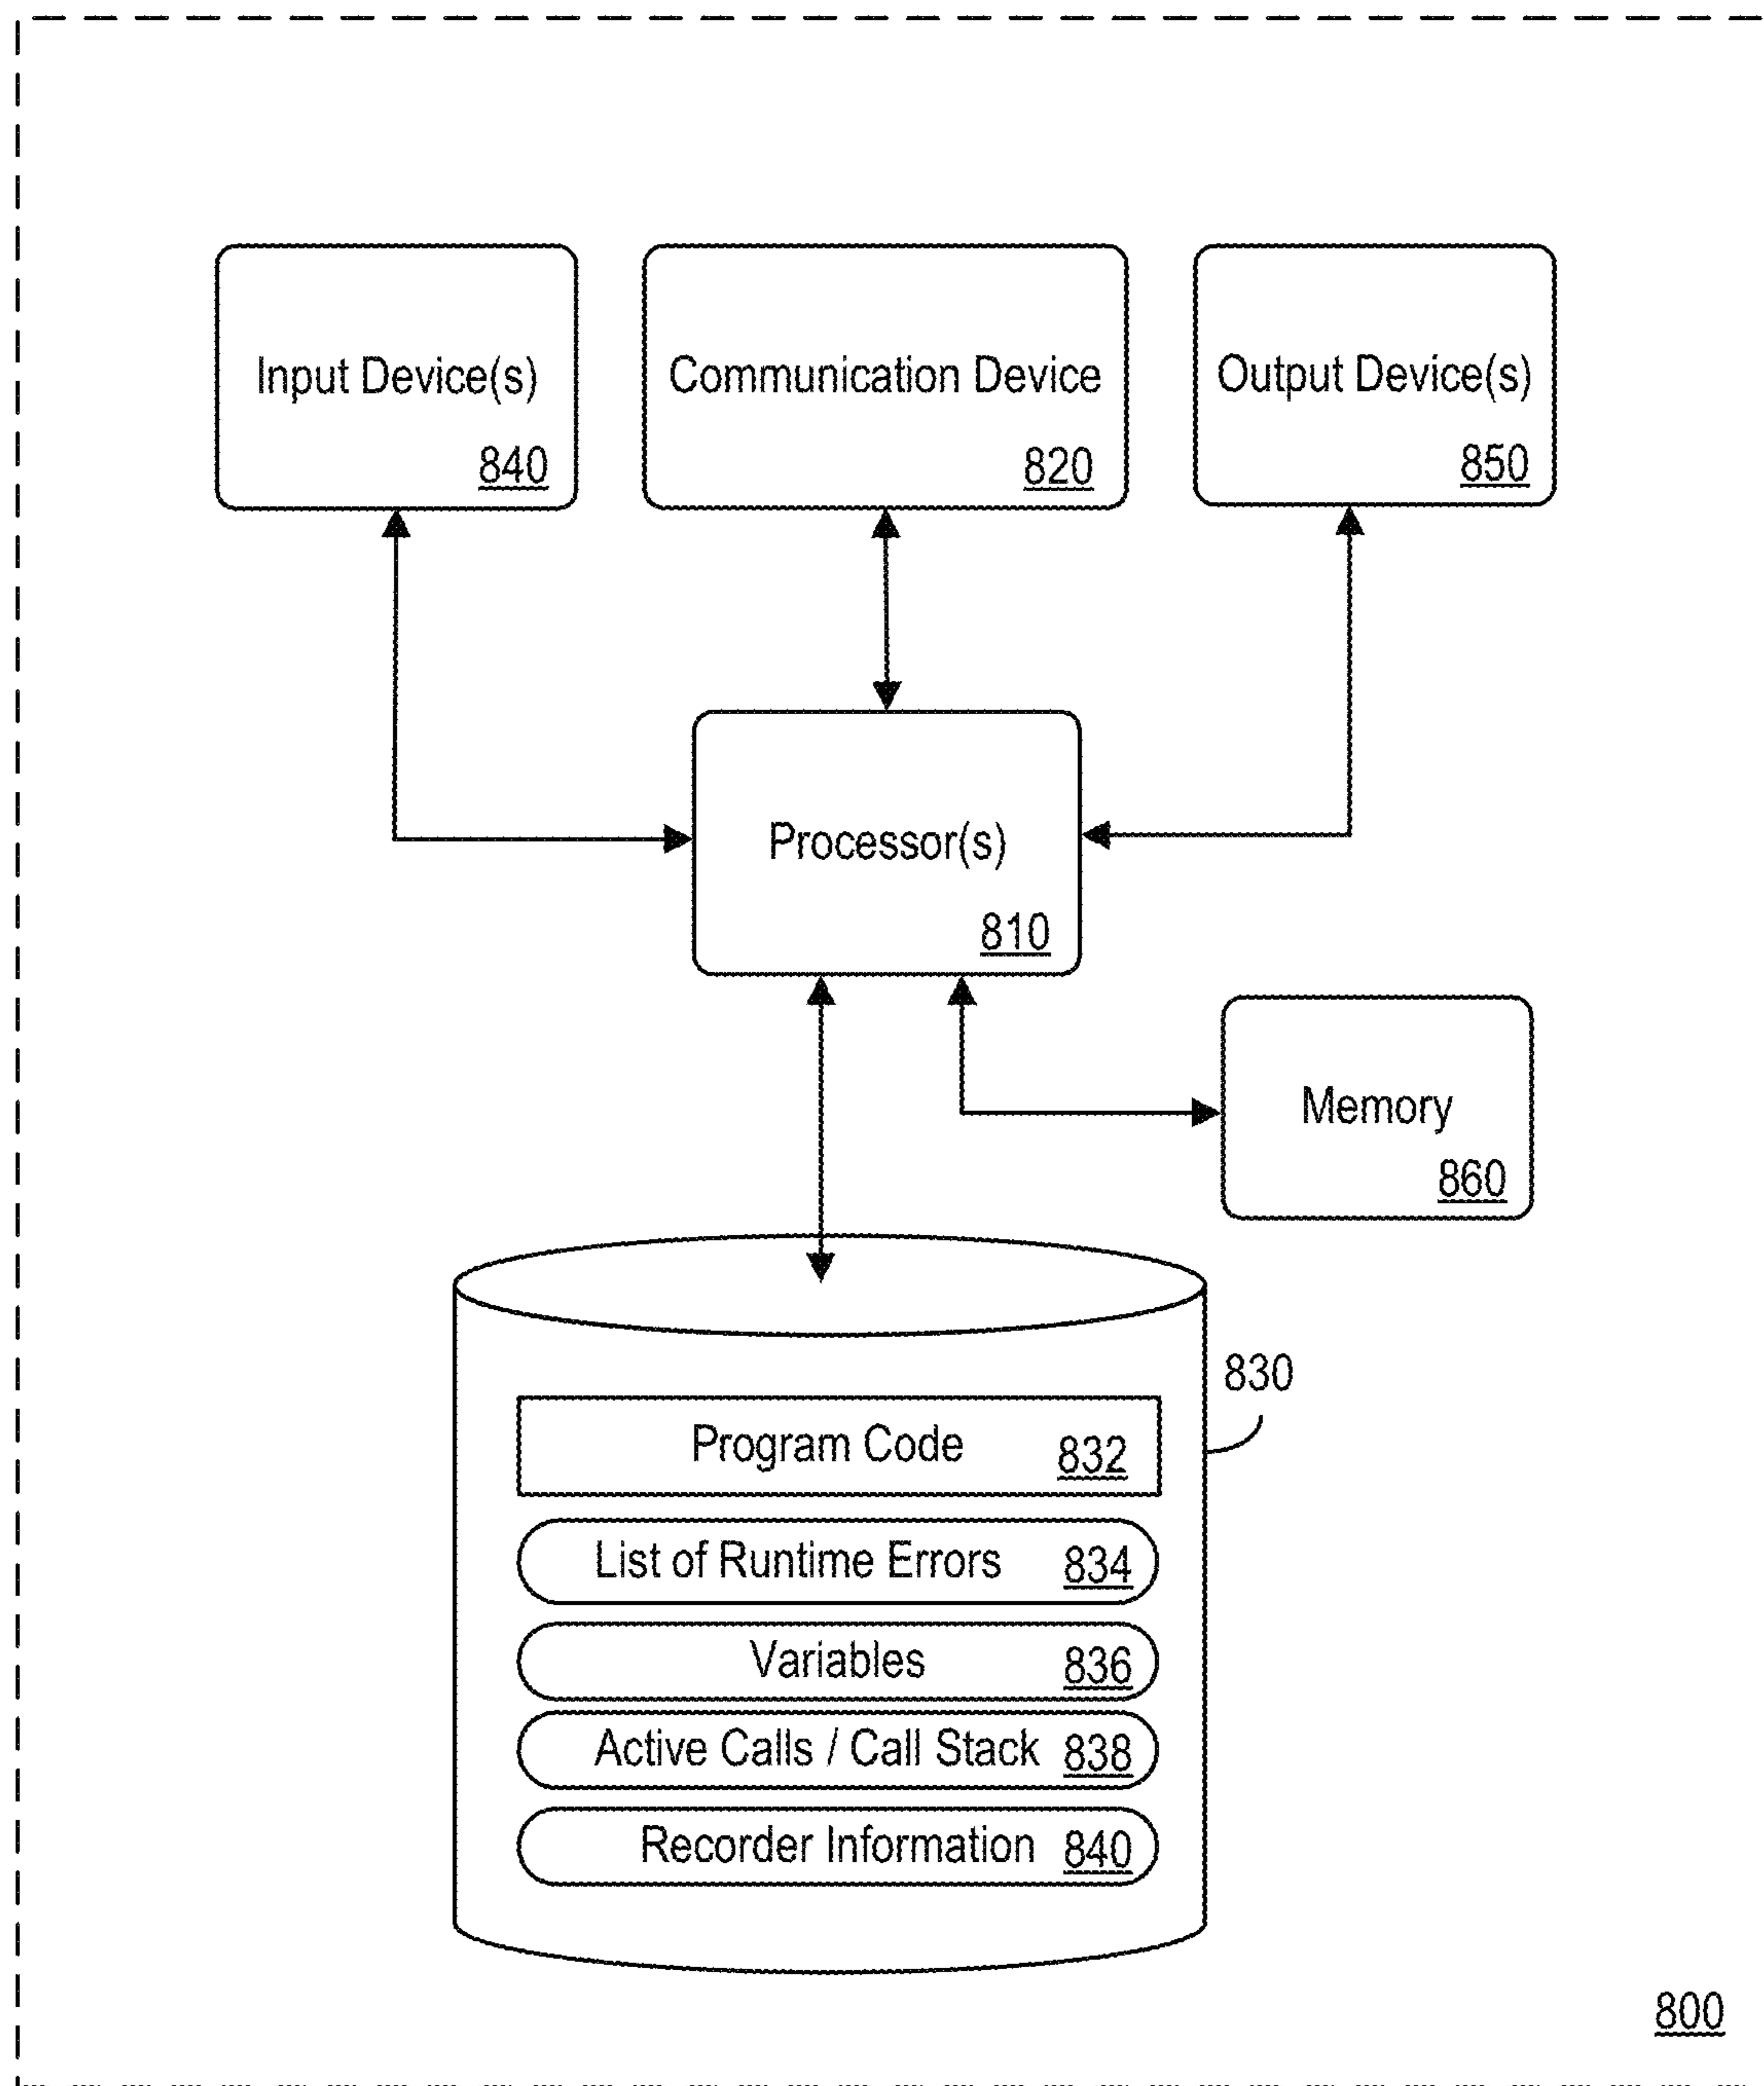 Input Device(s)
840
Communication Device
820
Output Device(s)
850
Processor(s)
810
Memory
860
830
Program Code 832
List of Runtime Errors 834
Variables 836
Active Calls / Call Stack 838
Recorder Information 840
800